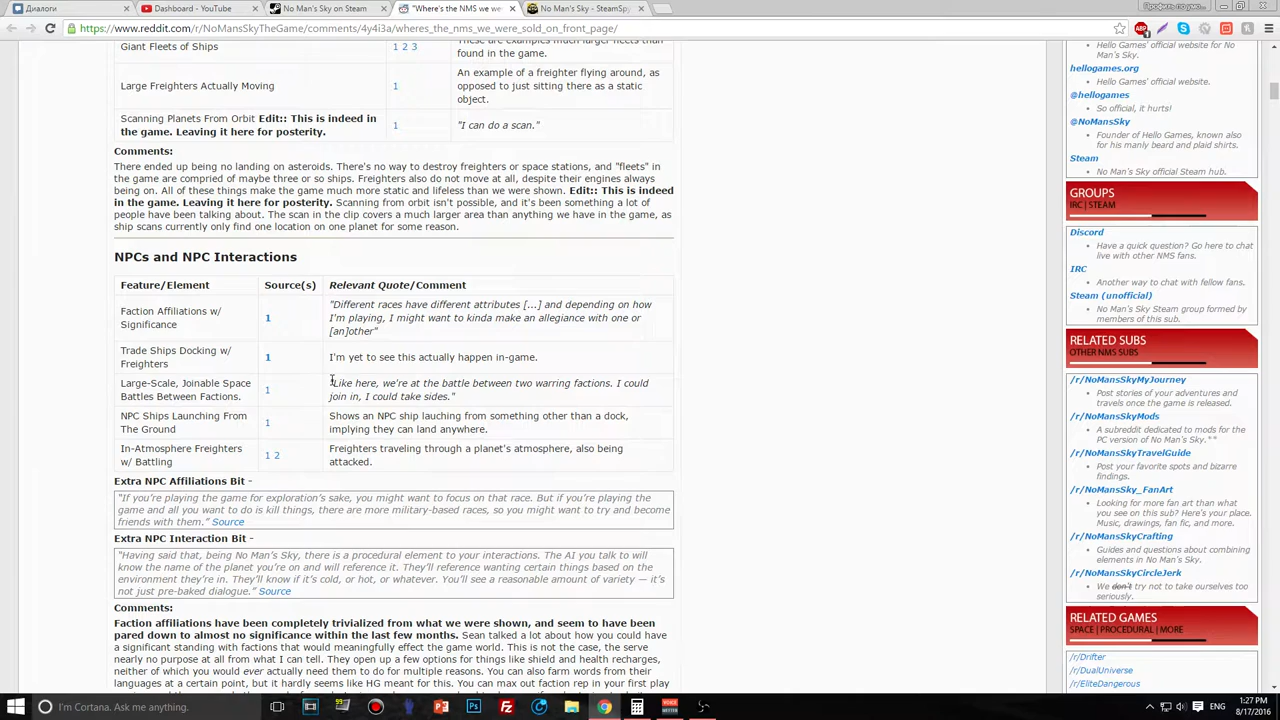 Диалоги
Dashboard - YouTube
No Man's Sky on Steam
"Where's the NMS we we
No Man's Sky - SteamSpy
https://www.reddit.com/r/NoMansSkyTheGame/comments/4y4i3a/wheres_the_nms_we_were_sold_on_front_page/
Giant Fleets of Ships
1 2 3
These are examples much larger fleets than
found in the game.
Large Freighters Actually Moving
1
An example of a freighter flying around, as
opposed to just sitting there as a static
object.
Scanning Planets From Orbit Edit:: This is indeed in
the game. Leaving it here for posterity.
1
"I can do a scan."
Comments:
There ended up being no landing on asteroids. There's no way to destroy freighters or space stations, and "fleets" in
the game are compried of maybe three or so ships. Freighters also do not move at all, despite their engines always
being on. All of these things make the game much more static and lifeless than we were shown. Edit:: This is indeed
in the game. Leaving it here for posterity. Scanning from orbit isn't possible, and it's been something a lot of
people have been talking about. The scan in the clip covers a much larger area than anything we have in the game, as
ship scans currently only find one location on one planet for some reason.
NPCs and NPC Interactions
Feature/Element
Source(s)
Relevant Quote/Comment
Faction Affiliations w/
Significance
1
"Different races have different attributes [...] and depending on how
I'm playing, I might want to kinda make an allegiance with one or
[an]other"
Trade Ships Docking w/
Freighters
1
I'm yet to see this actually happen in-game.
Large-Scale, Joinable Space
Battles Between Factions.
1
"Like here, we're at the battle between two warring factions. I could
join in, I could take sides."
NPC Ships Launching From
The Ground
1
Shows an NPC ship lauching from something other than a dock,
implying they can land anywhere.
In-Atmosphere Freighters
w/ Battling
1 2
Freighters traveling through a planet's atmosphere, also being
attacked.
Extra NPC Affiliations Bit -
"If you're playing the game for exploration's sake, you might want to focus on that race. But if you're playing the
game and all you want to do is kill things, there are more military based races, so you might want to try and become
friends with them." Source
Extra NPC Interaction Bit -
"Having said that, being No Man's Sky, there is a procedural element to your interactions. The AI you talk to will
know the name of the planet you're on and will reference it. They'll reference wanting certain things based on the
environment they're in. They'll know if it's cold, or hot, or whatever. You'll see a reasonable amount of variety — it's
not just pre-baked dialogue." Source
Comments:
Faction affiliations have been completely trivialized from what we were shown, and seem to have been
pared down to almost no significance within the last few months. Sean talked a lot about how you could have
a significant standing with factions that would meaningfully effect the game world. This is not the case, the serve
nearly no purpose at all from what I can tell. They open up a few options for things like shield and health recharges,
neither of which you would ever actually need them to do for multiple reasons. You can also farm words from their
languages at a certain point, but it hardly seems like HG meant this. You can max out faction rep in your first play
Hello Games' official website for No
Man's Sky.
hellogames.org
Hello Games' official website.
@hellogames
So official, it hurts!
@NoMansSky
Founder of Hello Games, known also
for his manly beard and plaid shirts.
Steam
No Man's Sky official Steam hub.
GROUPS
IRC | STEAM
Discord
Have a quick question? Go here to chat
live with other NMS fans.
IRC
Another way to chat with fellow fans.
Steam (unofficial)
No Man's Sky Steam group formed by
members of this sub.
RELATED SUBS
OTHER NMS SUBS
/r/NoMansSkyMyJourney
Post stories of your adventures and
travels once the game is released.
/r/NoMansSkyMods
A subreddit dedicated to mods for the
PC version of No Man's Sky.**
/r/NoMansSkyTravelGuide
Post your favorite spots and bizarre
findings.
/r/NoMansSky_FanArt
Looking for more fan art than what
you see on this sub? Here's your place.
Music, drawings, fan fic, and more.
/r/NoMansSkyCrafting
Guides and questions about combining
elements in No Man's Sky.
/r/NoMansSkyCircleJerk
We don't try not to take ourselves too
seriously.
RELATED GAMES
SPACE | PROCEDURAL | MORE
/r/Drifter
/r/DualUniverse
/r/EliteDangerous
I'm Cortana. Ask me anything.
VOICE
METER
ENG
1:27 PM
8/17/2016